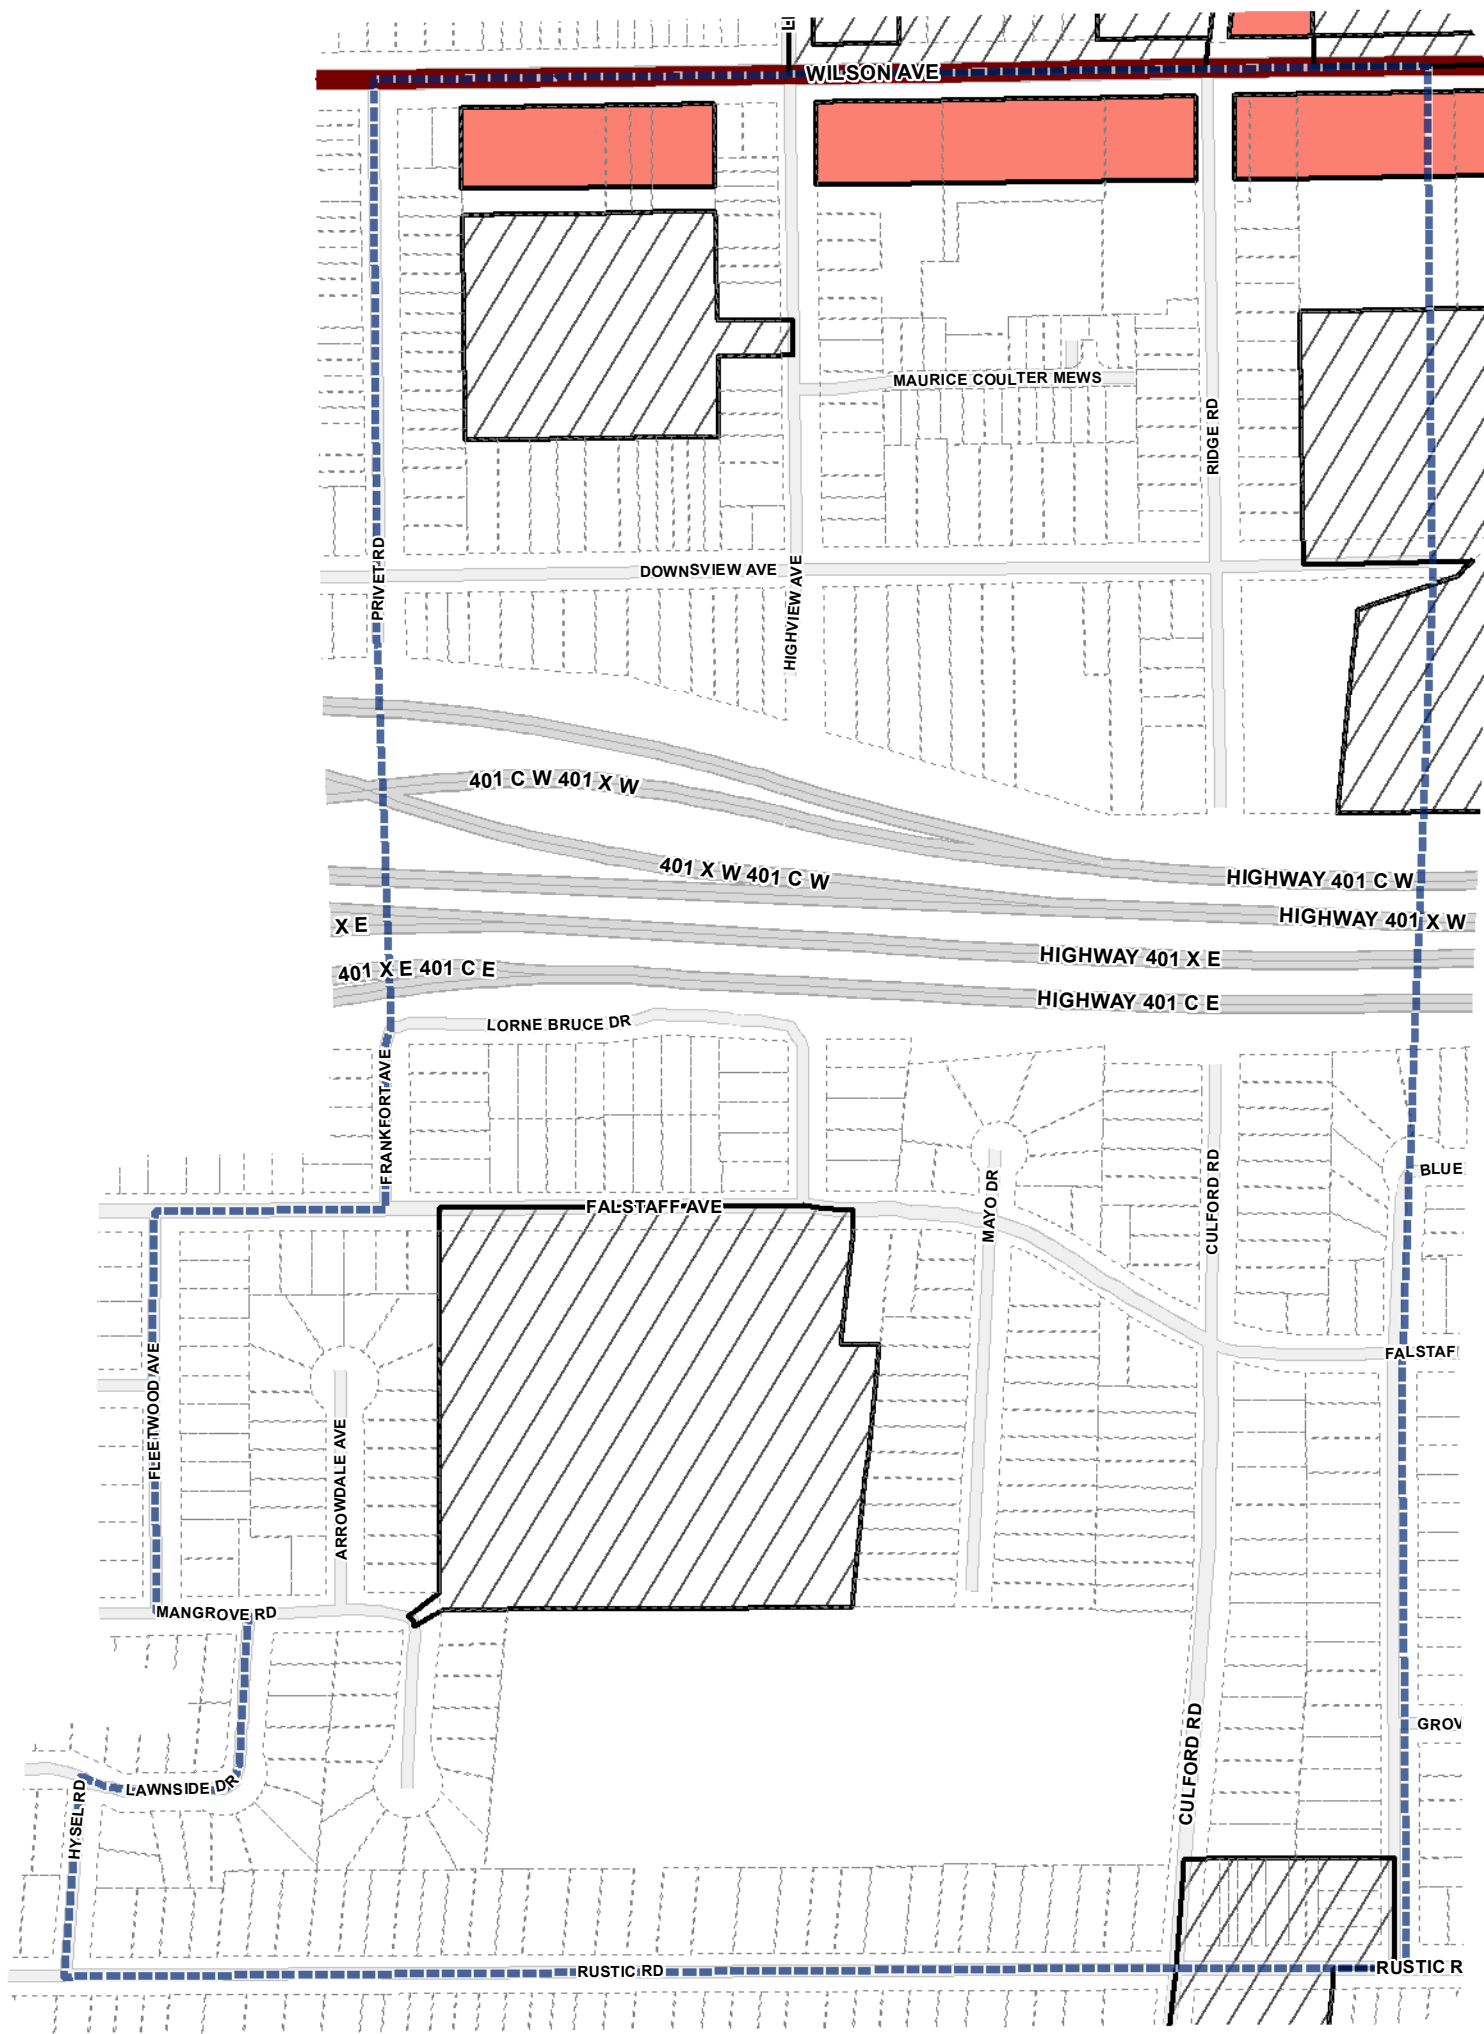 WILSON AVE
MAURICE COULTER MEWS
RIDGE RD
PRIVET RD
DOWNSVIEW AVE
HIGHVIEW AVE
401 C W 401 X W
401 X W 401 C W
HIGHWAY 401 C W
HIGHWAY 401 X W
X E
HIGHWAY 401 X E
401 X E 401 C E
HIGHWAY 401 C E
LORNE BRUCE DR
FRANKFORT AVE
BLUE
MAYO DR
CULFORD RD
FALSTAFF AVE
FALSTAF
FLEETWOOD AVE
ARROWDALE AVE
MANGROVE RD
GROV
CULFORD RD
LAWNSIDE DR
HYSEL RD
RUSTIC RD
RUSTIC R